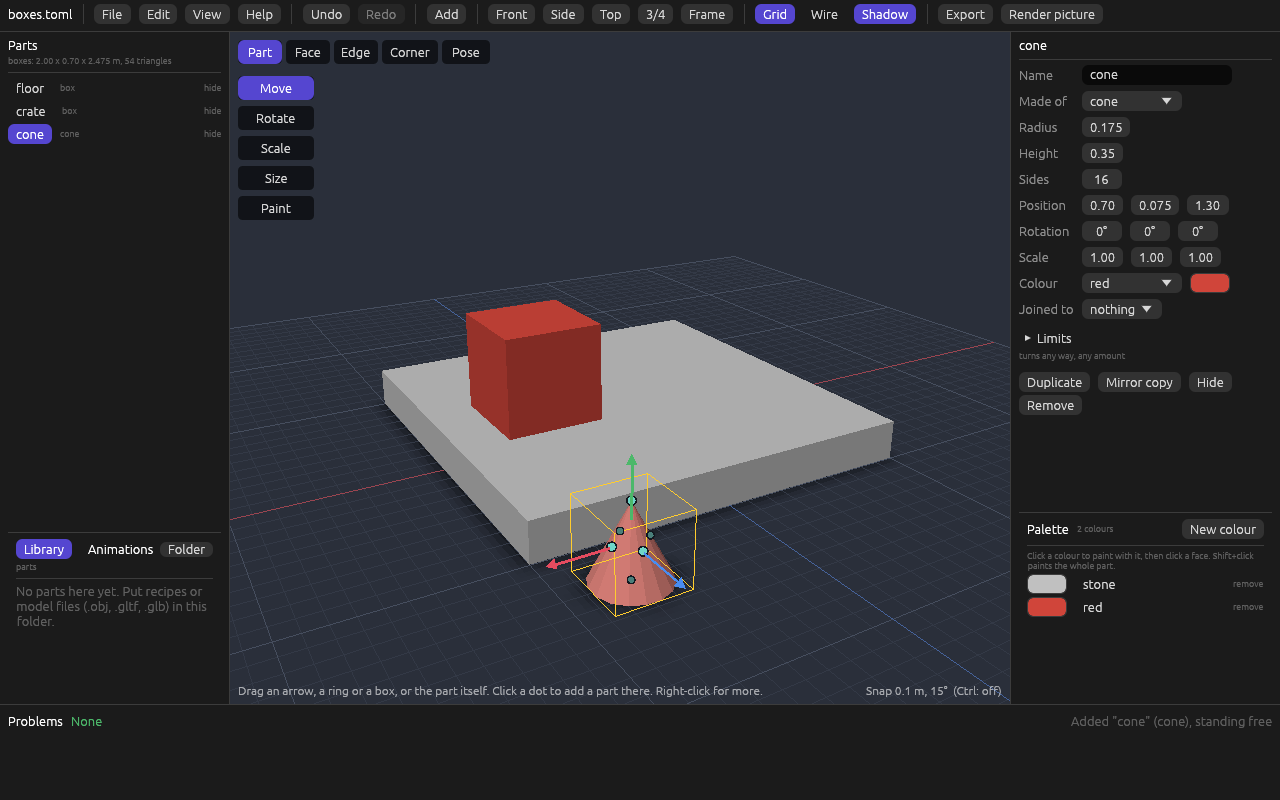 boxes.toml File Edit View Help Undo Redo Add Front Side Top 3/4 Frame Grid Wire Shadow Export Render picture
Parts
boxes: 2.00 x 0.70 x 2.475 m, 54 triangles
floor box hide
crate box hide
cone cone hide
Library Animations Folder
parts
No parts here yet. Put recipes or
model files (.obj, .gltf, .glb) in this
folder.
Part Face Edge Corner Pose
Move
Rotate
Scale
Size
Paint
Drag an arrow, a ring or a box, or the part itself. Click a dot to add a part there. Right-click for more.
Snap 0.1 m, 15° (Ctrl: off)
cone
Name cone
Made of cone
Radius 0.175
Height 0.35
Sides 16
Position 0.70 0.075 1.30
Rotation 0° 0° 0°
Scale 1.00 1.00 1.00
Colour red
Joined to nothing
Limits
turns any way, any amount
Duplicate Mirror copy Hide
Remove
Palette 2 colours New colour
Click a colour to paint with it, then click a face. Shift+click
paints the whole part.
stone remove
red remove
Problems None
Added "cone" (cone), standing free